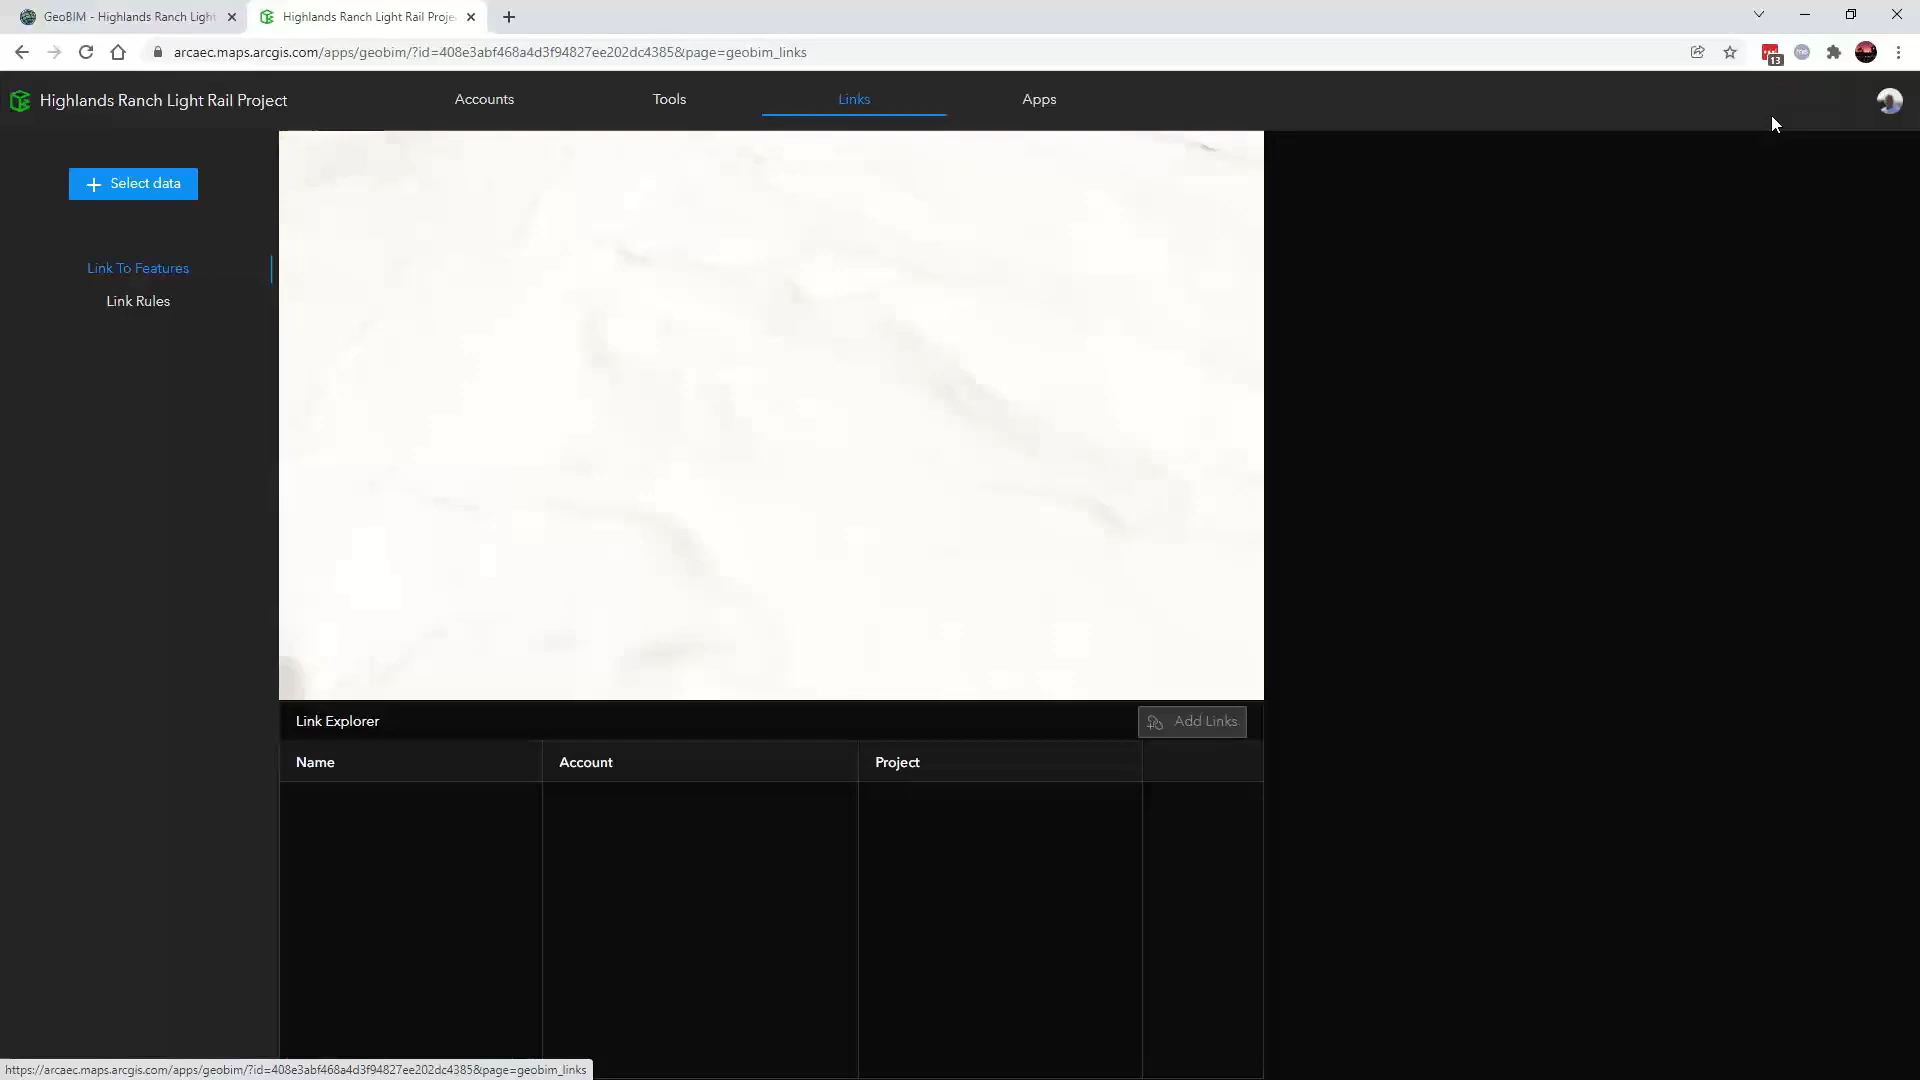 GeoBIM - Highlands Ranch Light
Highlands Ranch Light Rail Proje
arcaec.maps.arcgis.com/apps/geobim/?id=408e3abf468a4d3f94827ee202dc4385&page=geobim_links
13
Highlands Ranch Light Rail Project
Accounts
Tools
Links
Apps
Select data
Link To Features
Link Rules
Link Explorer
Add Links
Name
Account
Project
https://arcaec.maps.arcgis.com/apps/geobim/?id=408e3abf468a4d3f94827ee202dc4385&page=geobim_links